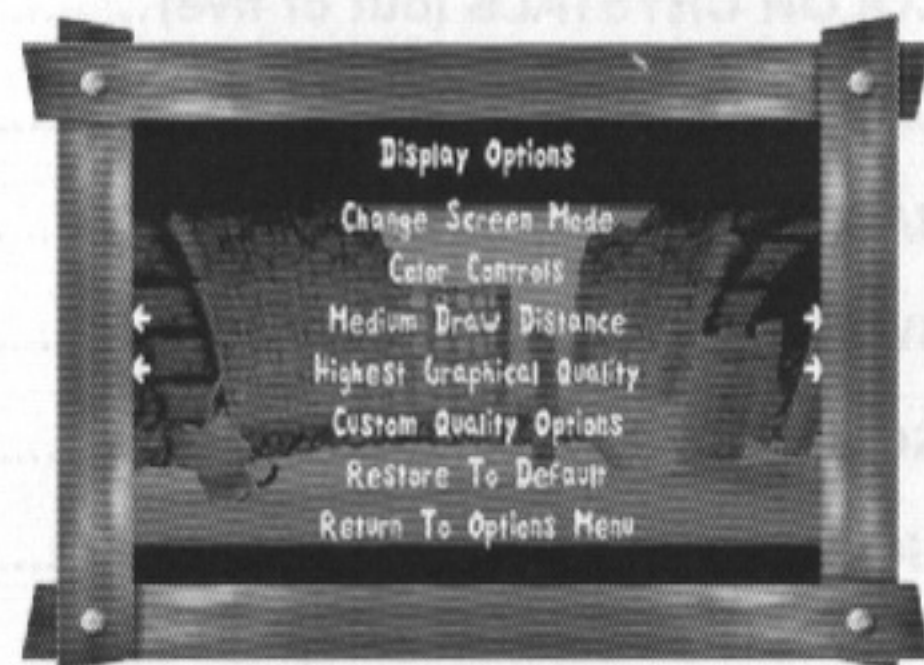 Display Options
Change Screen Mode
Color Controls
Medium Draw Distance
Highest Graphical Quality
Custom Quality Options
Restore To Default
Return To Options Menu